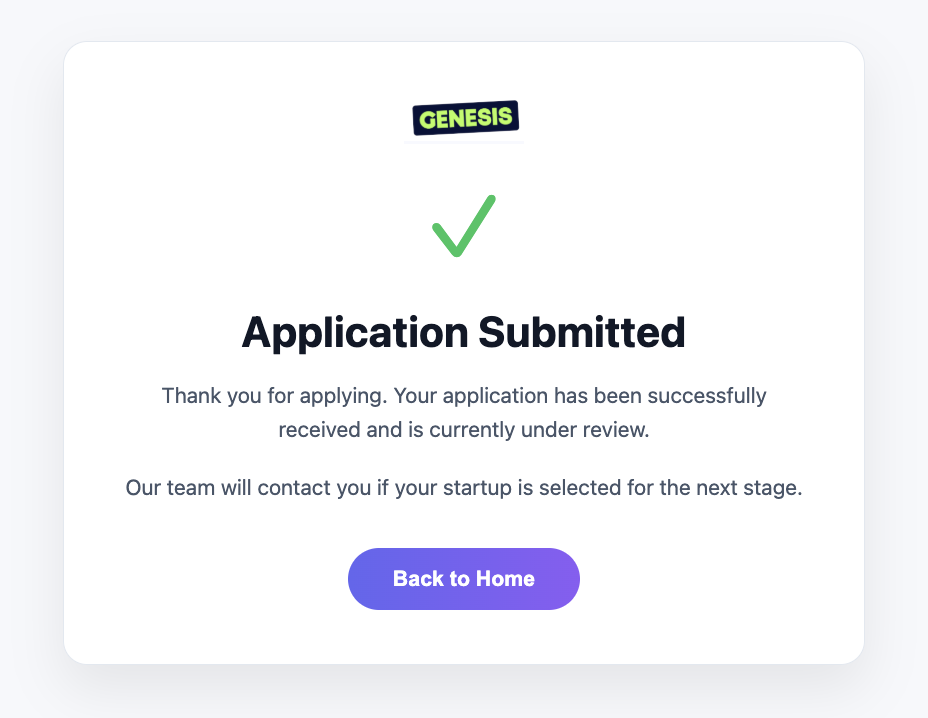 GENESIS
Application Submitted
Thank you for applying. Your application has been successfully
received and is currently under review.
Our team will contact you if your startup is selected for the next stage.
Back to Home